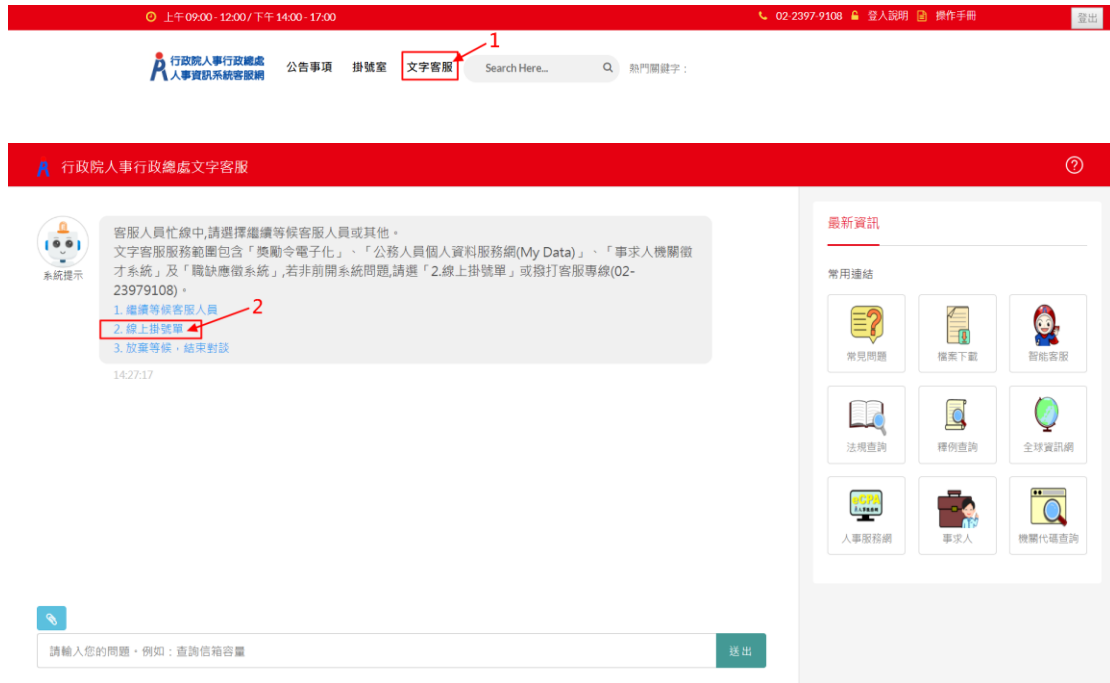 上午 09:00 - 12:00 / 下午 14:00 - 17:00
02-2397-9108 登入說明 操作手冊 登出
1
行政院人事行政總處
人事資訊系統客服網
公告事項 掛號室 文字客服 Search Here... 熱門關鍵字：
行政院人事行政總處文字客服
客服人員忙線中,請選擇繼續等候客服人員或其他。
文字客服服務範圍包含「獎勵令電子化」、「公務人員個人資料服務網(My Data)」、「事求人機關徵
才系統」及「職缺應徵系統」,若非前開系統問題,請選「2.線上掛號單」或撥打客服專線(02-
23979108)。
系統提示
1. 繼續等候客服人員
2
2. 線上掛號單
3. 放棄等候，結束對談
14:27:17
請輸入您的問題，例如：查詢信箱容量
送出
最新資訊
常用連結
常見問題 檔案下載 智能客服
法規查詢 釋例查詢 全球資訊網
eCPA
人事服務網 事求人 機關代碼查詢